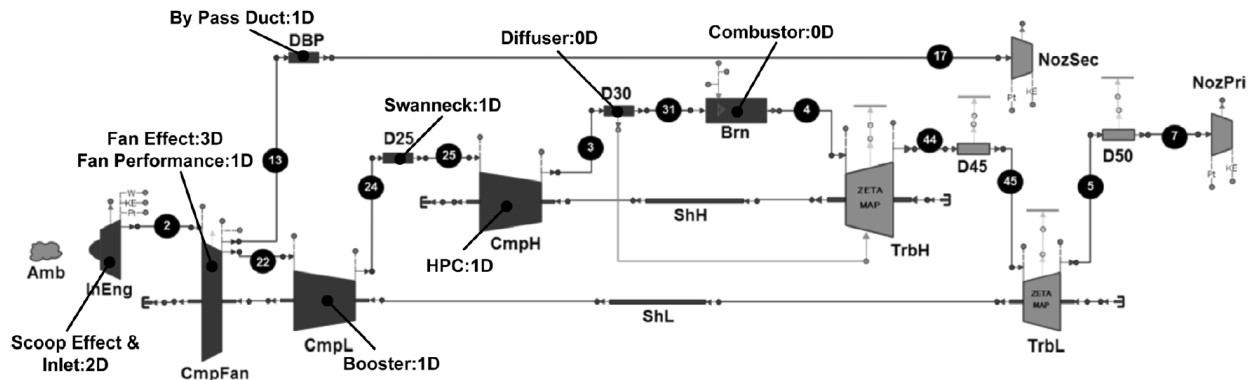 By Pass Duct:1D
DBP
17
NozSec
Pt
KE
Diffuser:0D
Combustor:0D
D30
31
Brn
4
Swanneck:1D
D25
25
3
Fan Effect:3D
Fan Performance:1D
13
24
44
D45
D50
7
NozPri
Pt
KE
W
KE
Pt
2
22
45
5
ZETA
MAP
ShH
CmpH
TrbH
HPC:1D
Amb
InEng
ShL
CmpL
ZETA
MAP
TrbL
Scoop Effect &
Inlet:2D
CmpFan
Booster:1D